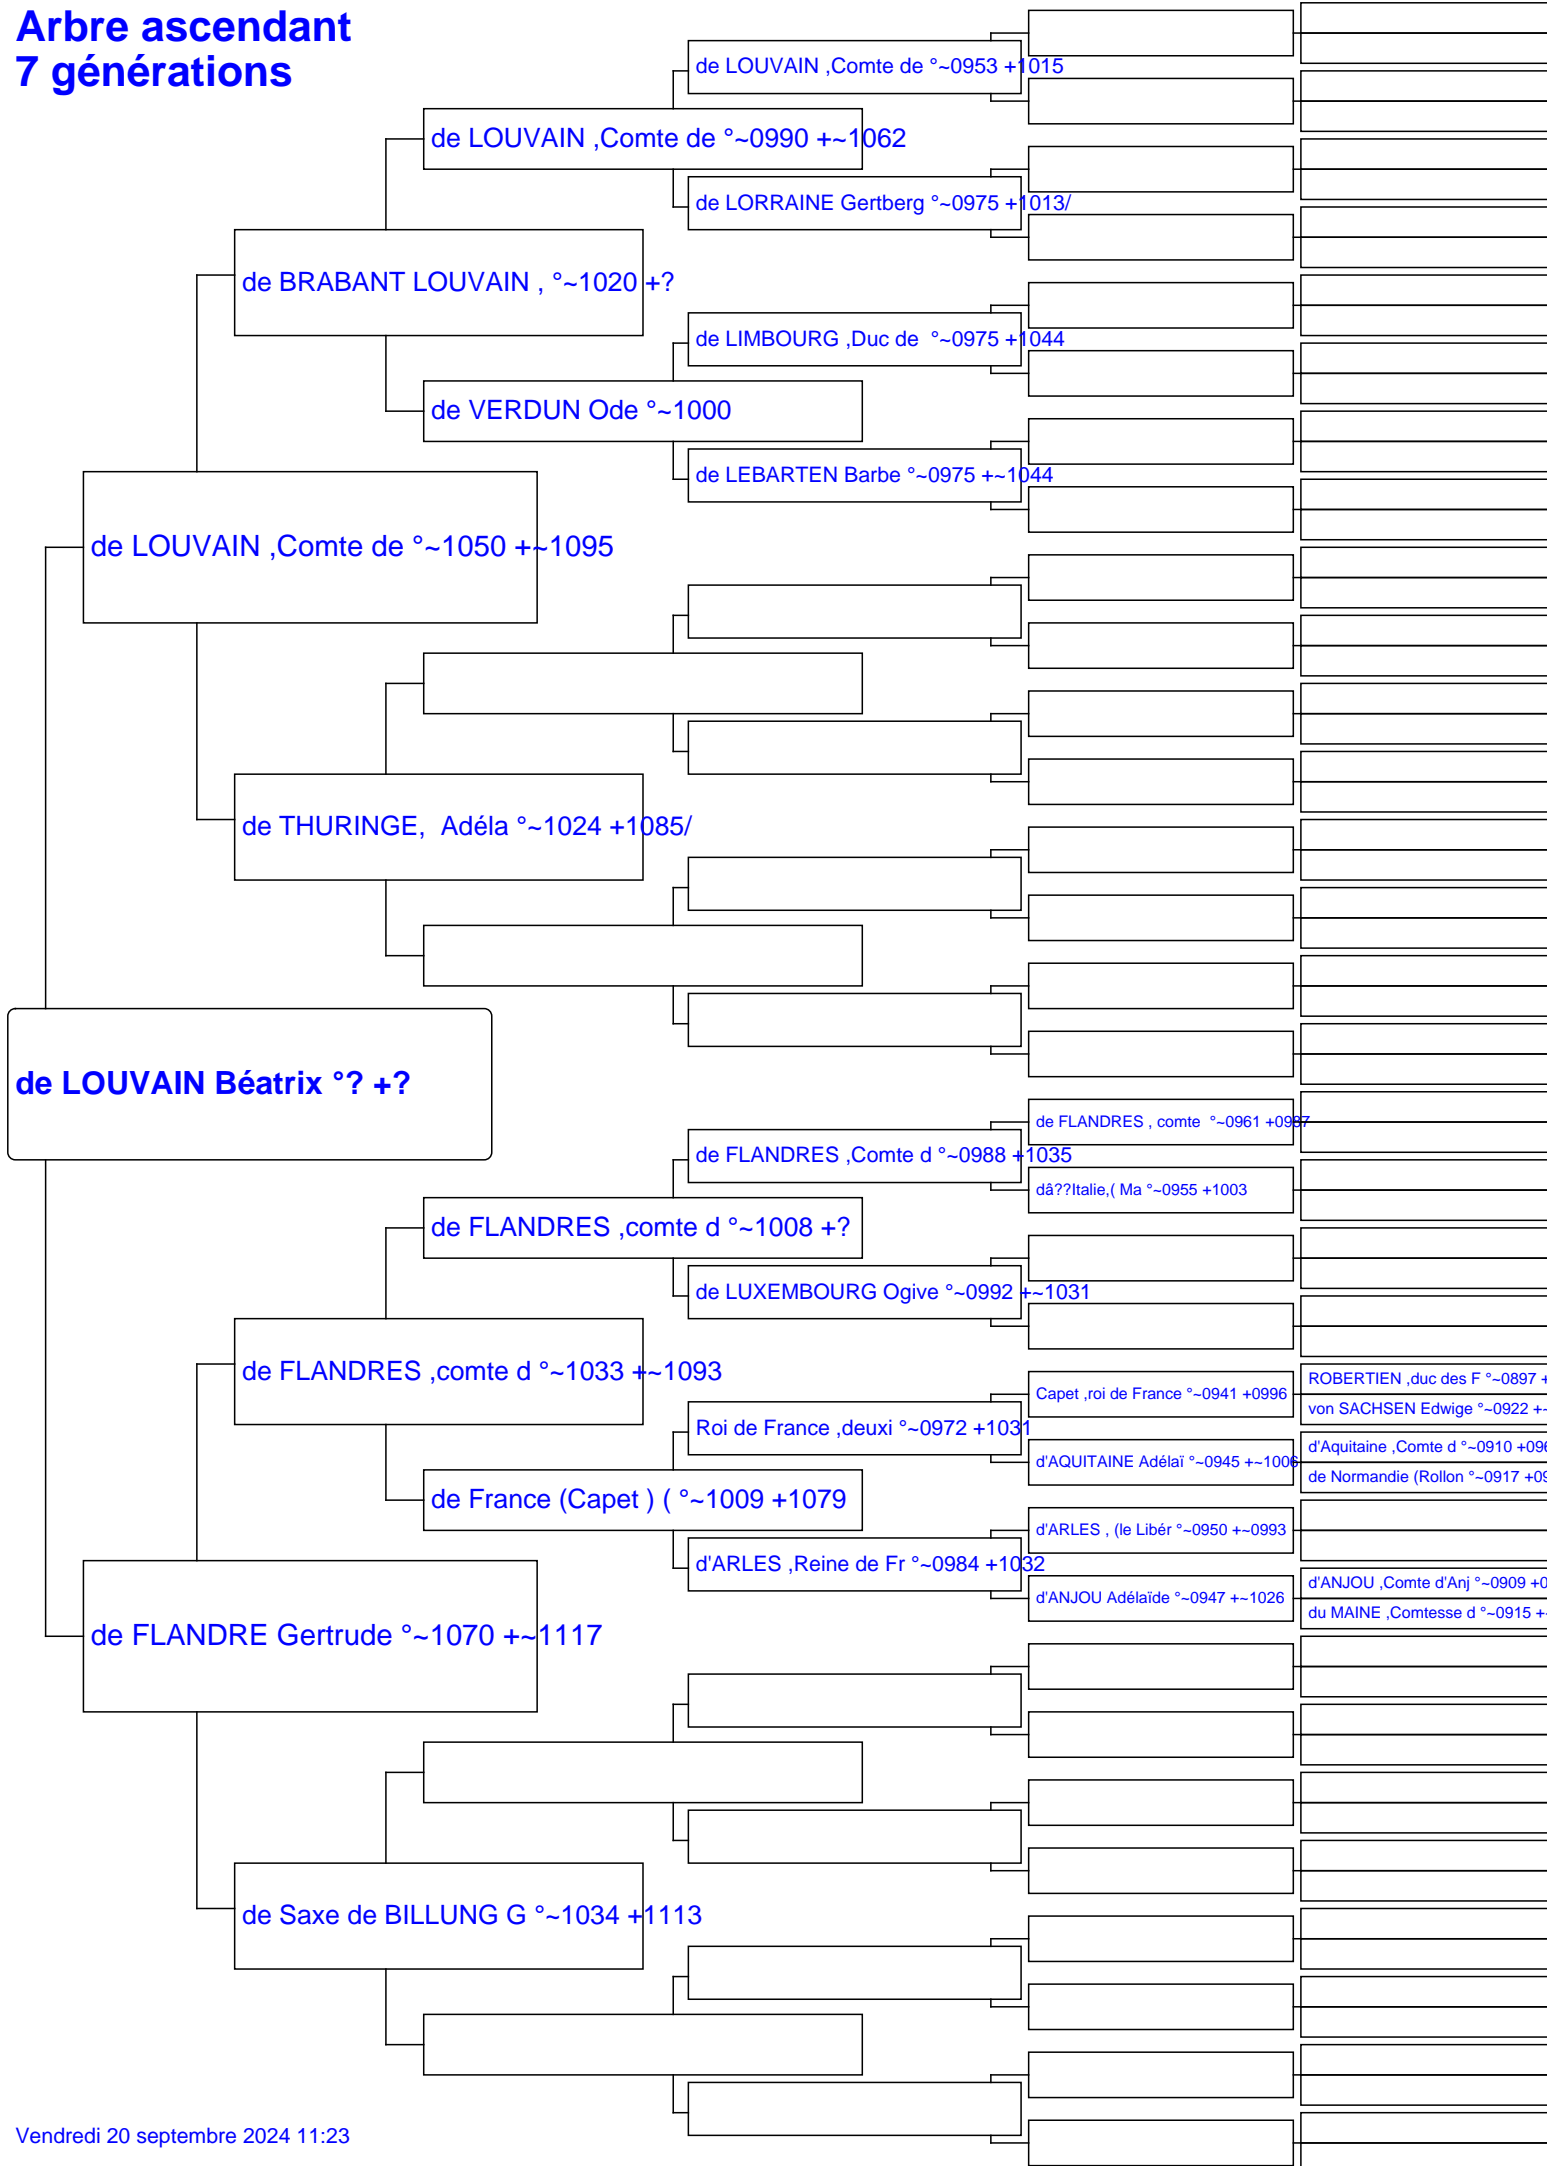 Arbre ascendant
7 générations
de LOUVAIN ,Comte de °~0953 +1015
de LOUVAIN ,Comte de °~0990 +~1062
de LORRAINE Gertberg °~0975 +1013/
de BRABANT LOUVAIN , °~1020 +?
de LIMBOURG ,Duc de  °~0975 +1044
de VERDUN Ode °~1000
de LEBARTEN Barbe °~0975 +~1044
de LOUVAIN ,Comte de °~1050 +~1095
de THURINGE,  Adéla °~1024 +1085/
de LOUVAIN Béatrix °? +?
de FLANDRES , comte  °~0961 +0987
de FLANDRES ,Comte d °~0988 +1035
dâ??Italie,( Ma °~0955 +1003
de FLANDRES ,comte d °~1008 +?
de LUXEMBOURG Ogive °~0992 +~1031
de FLANDRES ,comte d °~1033 +~1093
ROBERTIEN ,duc des F °~0897 +
Capet ,roi de France °~0941 +0996
von SACHSEN Edwige °~0922 +~
Roi de France ,deuxi °~0972 +1031
d'Aquitaine ,Comte d °~0910 +096
d'AQUITAINE Adélaï °~0945 +~1006
de Normandie (Rollon °~0917 +09
de France (Capet ) ( °~1009 +1079
d'ARLES , (le Libér °~0950 +~0993
d'ARLES ,Reine de Fr °~0984 +1032
d'ANJOU ,Comte d'Anj °~0909 +0
d'ANJOU Adélaïde °~0947 +~1026
du MAINE ,Comtesse d °~0915 +~
de FLANDRE Gertrude °~1070 +~1117
de Saxe de BILLUNG G °~1034 +1113
Vendredi 20 septembre 2024 11:23